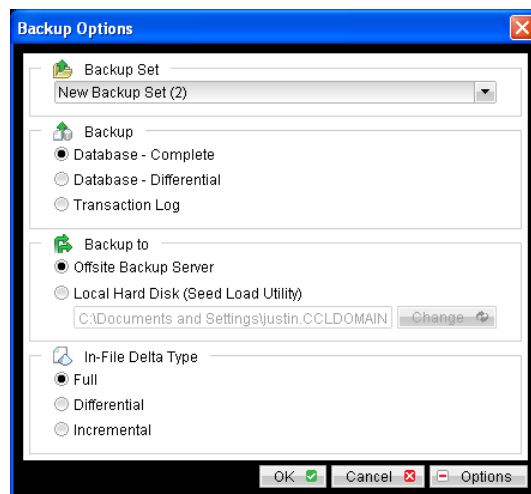 Backup Options
Backup Set
New Backup Set (2)
Backup
Database - Complete
Database - Differential
Transaction Log
Backup to
Offsite Backup Server
Local Hard Disk (Seed Load Utility)
C:\Documents and Settings\justin.CCLDOMAIN
Change
In-File Delta Type
Full
Differential
Incremental
OK Cancel Options